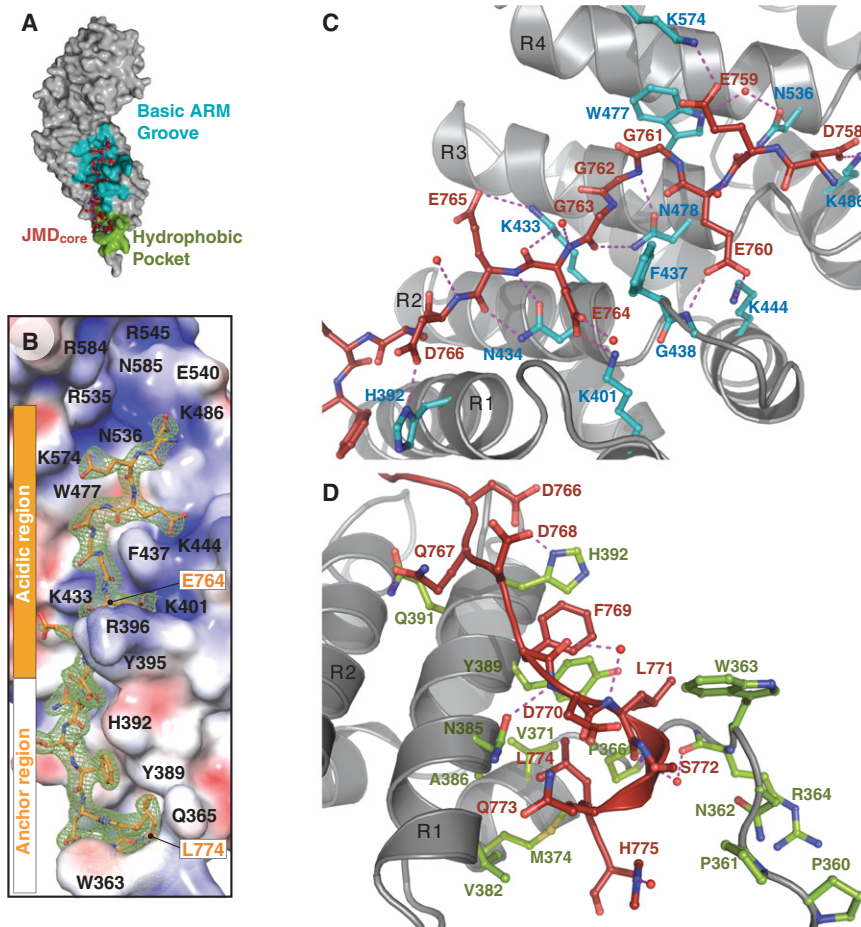 A
Basic ARM
Groove
JMDcore
Hydrophobic
Pocket
B
R545
R584
N585
E540
R535
K486
N536
K574
W477
F437
K444
E764
K433
K401
R396
Y395
H392
Y389
Q365
L774
W363
Acidic region
Anchor region
C
K574
R4
E759
N536
W477
D758
G761
R3
G762
K486
E765
G763
N478
K433
E760
F437
R2
E764
K444
N434
G438
D766
H392
R1
K401
D
D766
D768
Q767
H392
F769
Q391
R2
Y389
L771
W363
D770
N385
V371
P366
L774
S772
A386
R364
Q773
N362
R1
M374
H775
P361
P360
V382